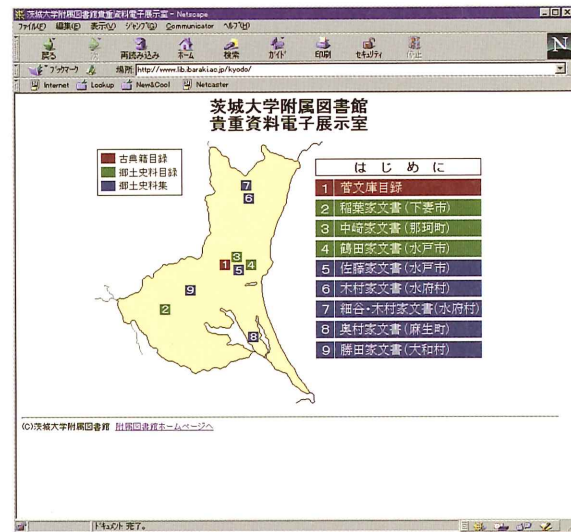 茨城大学附属図書館貴重資料電子展示室 - Netscape
ファイル(F) 編集(E) 表示(V) ジャンプ(G) Communicator ヘルプ(H)
戻る 再読み込み ホーム 検索 ガイド 印刷 セキュリティ 停止
ブックマーク 場所: http://www.lib.ibaraki.ac.jp/kyodo/
Internet Lookup New&Cool Netcaster
N
茨城大学附属図書館
貴重資料電子展示室
古典籍目録
郷土史料目録
郷土史料集
7
6
3
1 5 4
9
2
8
はじめに
1 菅文庫目録
2 稲葉家文書(下妻市)
3 中崎家文書(那珂町)
4 鶴田家文書(水戸市)
5 佐藤家文書(水戸市)
6 木村家文書(水府村)
7 細谷・木村家文書(水府村)
8 奥村家文書(麻生町)
9 勝田家文書(大和村)
(C)茨城大学附属図書館 附属図書館ホームページへ
ドキュメント:完了。